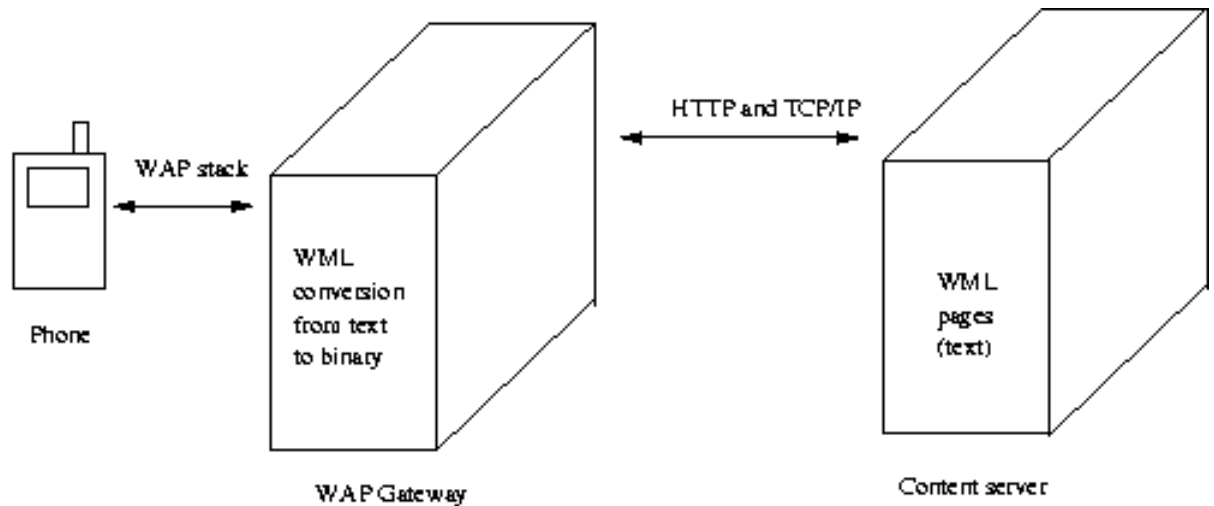 HTTP and TCP/IP
WAP stack
WML
conversion
from text
to binary
WML
pages
(text)
Phone
WAP Gateway
Content server